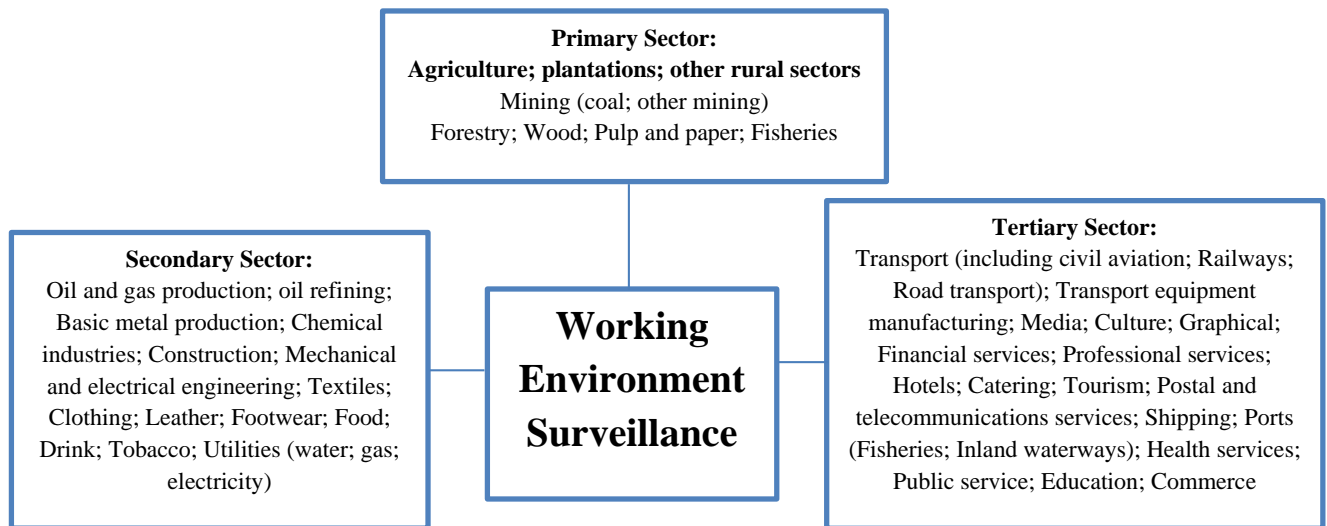 Primary Sector:
Agriculture; plantations; other rural sectors
Mining (coal; other mining)
Forestry; Wood; Pulp and paper; Fisheries
Secondary Sector:
Oil and gas production; oil refining;
Basic metal production; Chemical
industries; Construction; Mechanical
and electrical engineering; Textiles;
Clothing; Leather; Footwear; Food;
Drink; Tobacco; Utilities (water; gas;
electricity)
Working
Environment
Surveillance
Tertiary Sector:
Transport (including civil aviation; Railways;
Road transport); Transport equipment
manufacturing; Media; Culture; Graphical;
Financial services; Professional services;
Hotels; Catering; Tourism; Postal and
telecommunications services; Shipping; Ports
(Fisheries; Inland waterways); Health services;
Public service; Education; Commerce